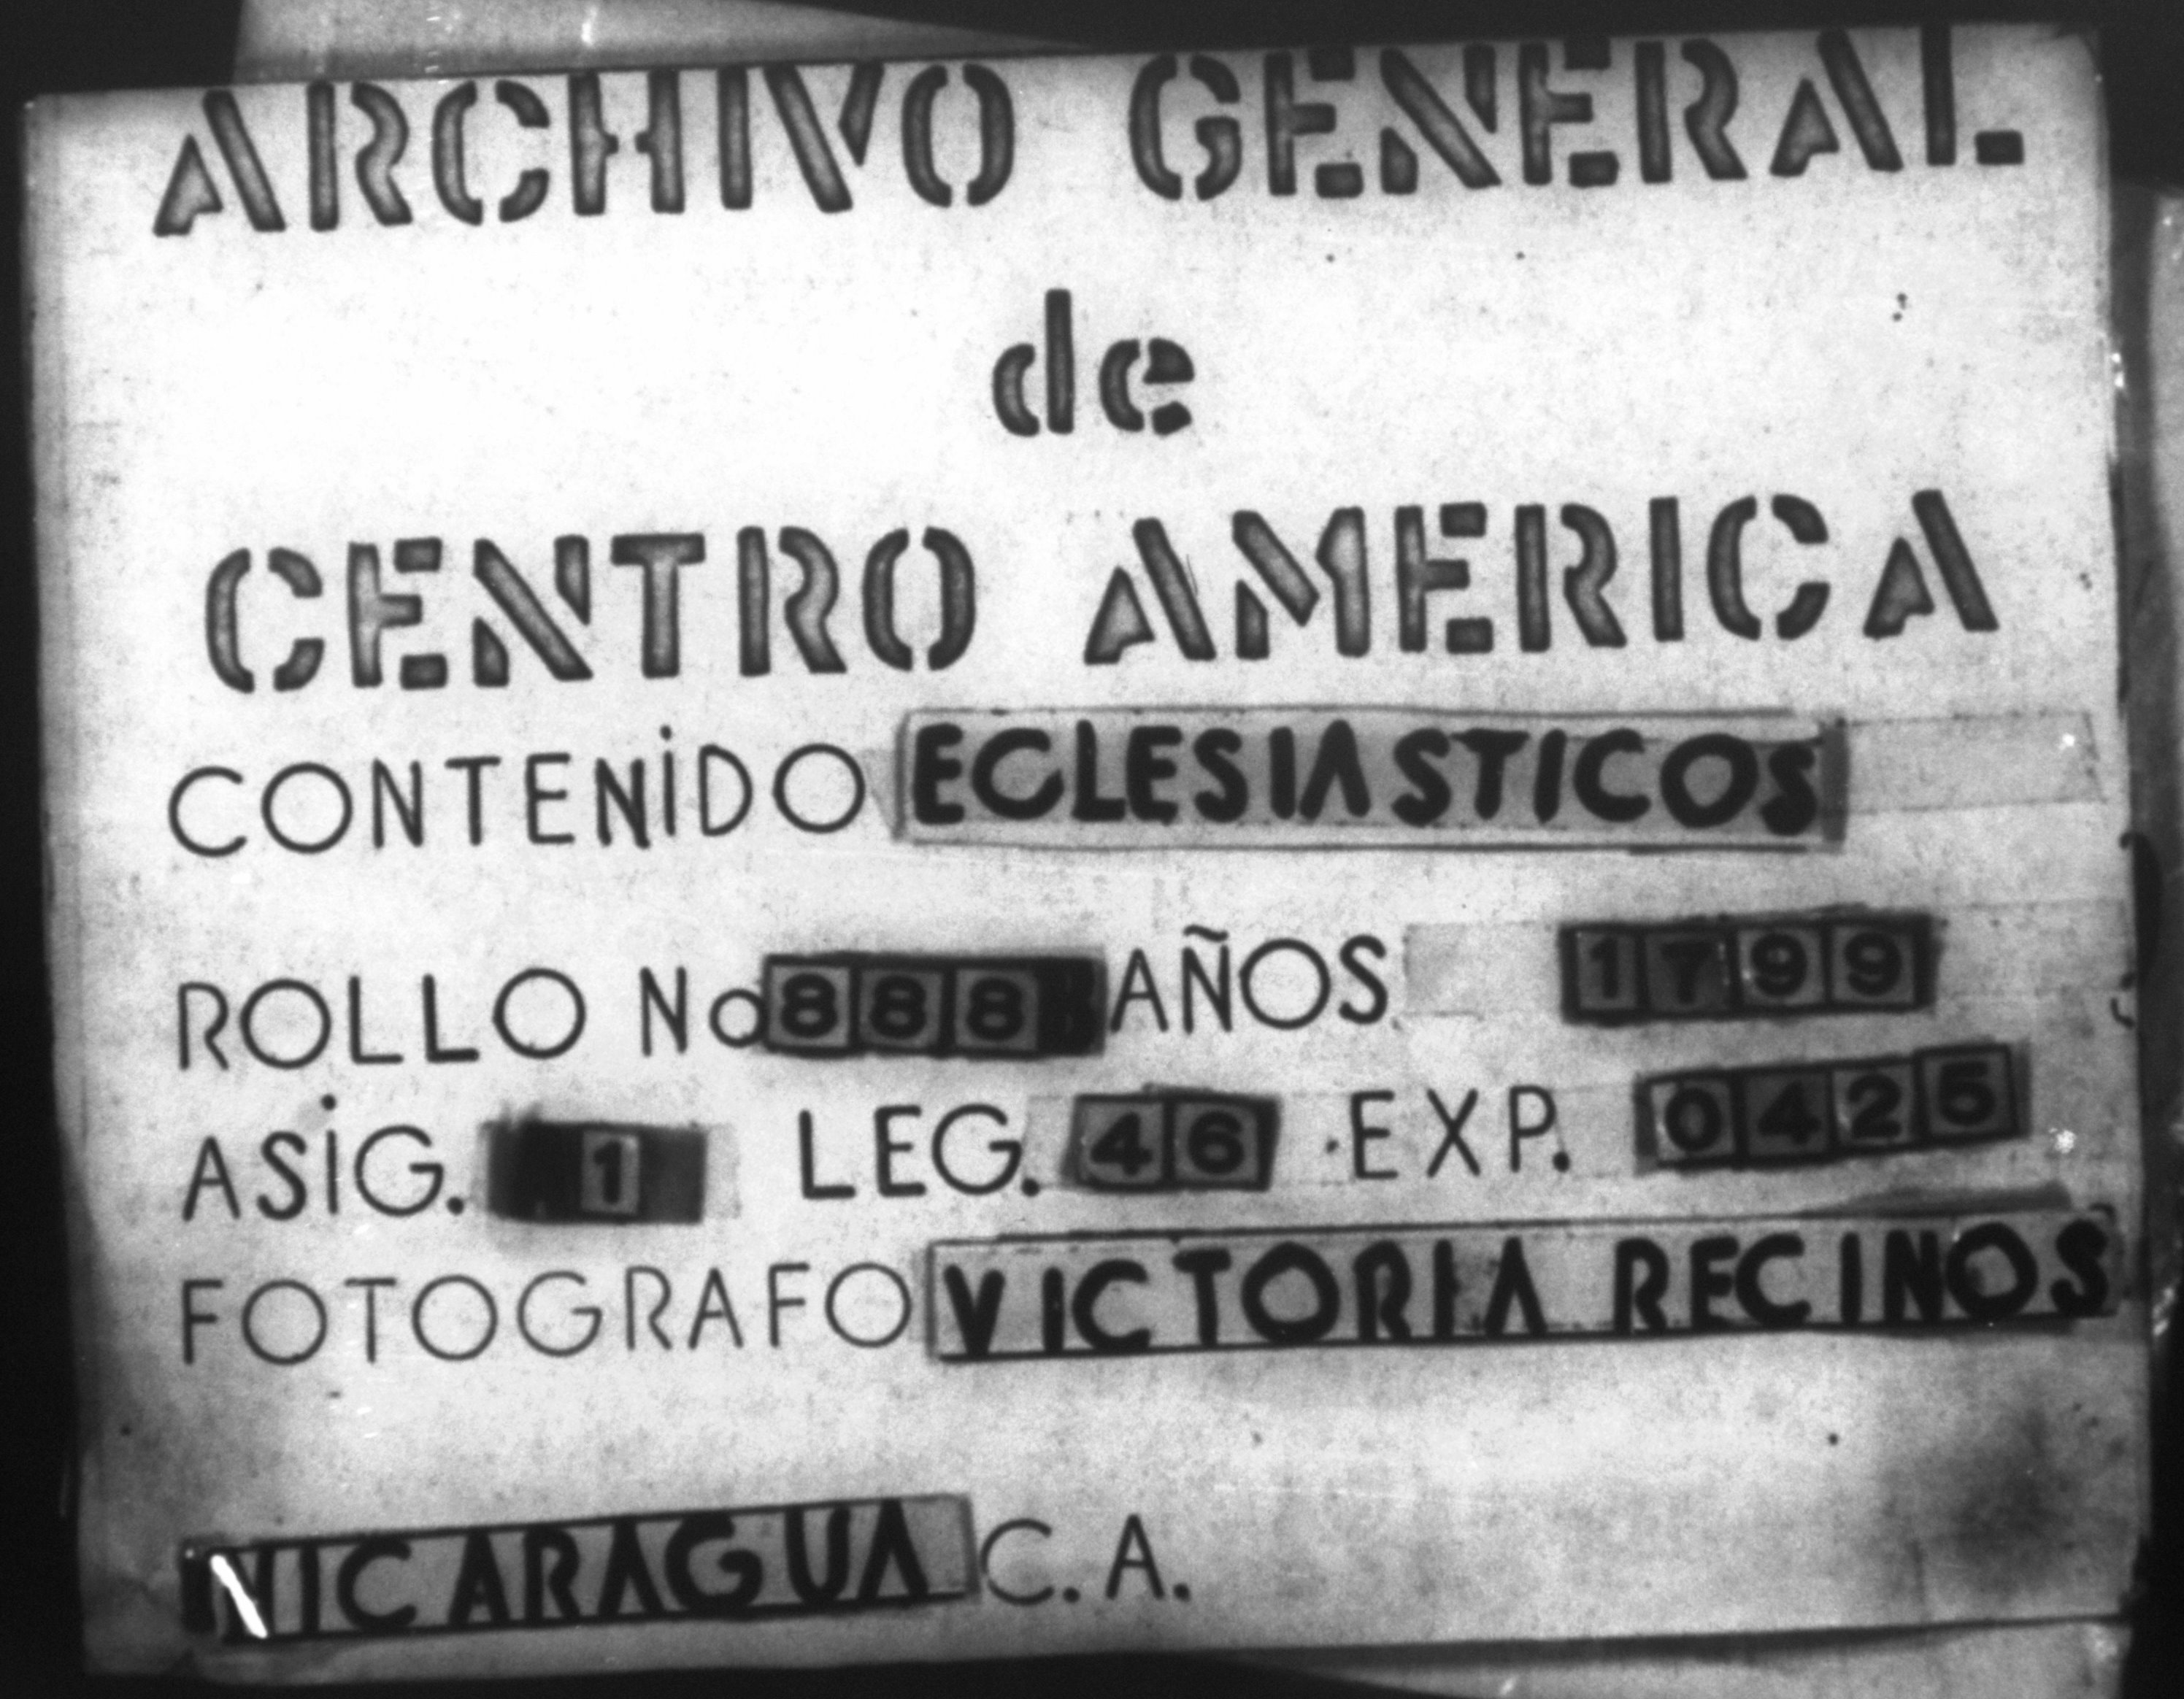 ARCHIVO GENERAL
de
CENTRO AMERICA
CONTENIDO ECLESIASTICOS
ROLLO No 888 AÑOS 1799
ASIG. 1 LEG. 46 EXP. 0425
FOTOGRAFO VICTORIA RECINOS
NICARAGUA C.A.